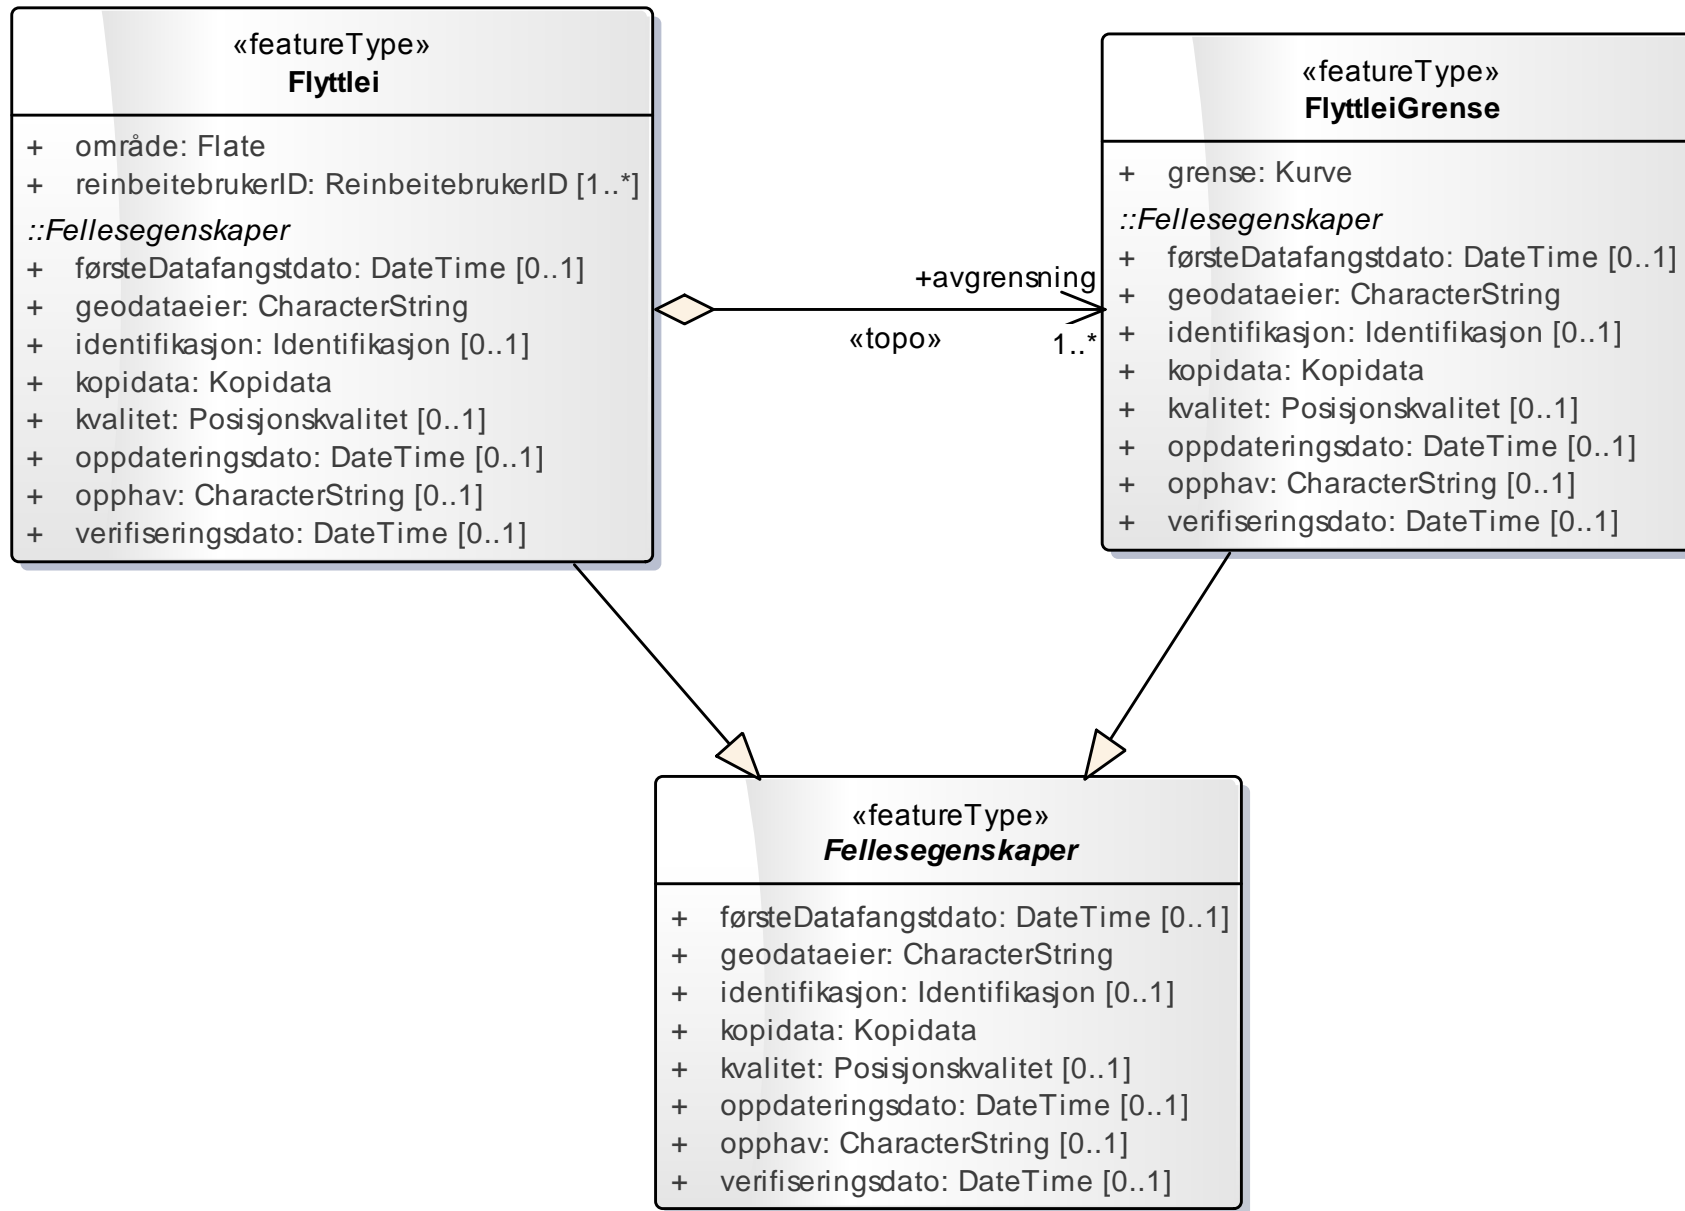 «featureType»
Flyttlei
+ område: Flate
+ reinbeitebrukerID: ReinbeitebrukerID [1..*]
::Fellesegenskaper
+ førsteDatafangstdato: DateTime [0..1]
+ geodataeier: CharacterString
+ identifikasjon: Identifikasjon [0..1]
+ kopidata: Kopidata
+ kvalitet: Posisjonskvalitet [0..1]
+ oppdateringsdato: DateTime [0..1]
+ opphav: CharacterString [0..1]
+ verifiseringsdato: DateTime [0..1]
+avgrensning
«topo»
1..*
«featureType»
FlyttleiGrense
+ grense: Kurve
::Fellesegenskaper
+ førsteDatafangstdato: DateTime [0..1]
+ geodataeier: CharacterString
+ identifikasjon: Identifikasjon [0..1]
+ kopidata: Kopidata
+ kvalitet: Posisjonskvalitet [0..1]
+ oppdateringsdato: DateTime [0..1]
+ opphav: CharacterString [0..1]
+ verifiseringsdato: DateTime [0..1]
«featureType»
Fellesegenskaper
+ førsteDatafangstdato: DateTime [0..1]
+ geodataeier: CharacterString
+ identifikasjon: Identifikasjon [0..1]
+ kopidata: Kopidata
+ kvalitet: Posisjonskvalitet [0..1]
+ oppdateringsdato: DateTime [0..1]
+ opphav: CharacterString [0..1]
+ verifiseringsdato: DateTime [0..1]